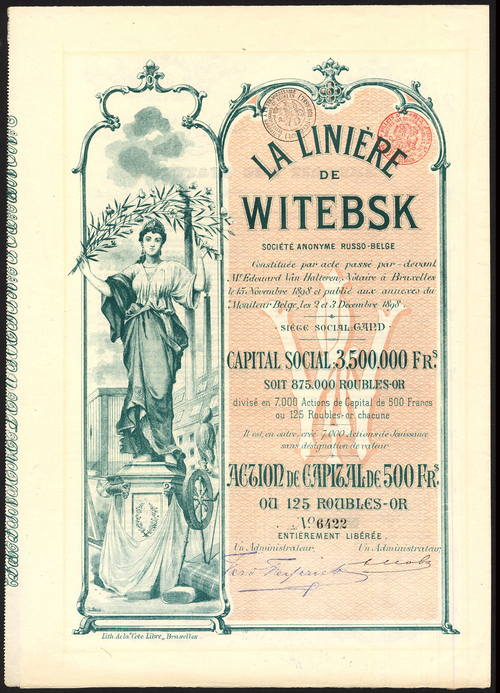 LA LINIÈRE
DE
WITEBSK
SOCIÉTÉ ANONYME RUSSO-BELGE
Constituée par acte passé par-devant
Mᵉ Edouard Van Halteren, Notaire à Bruxelles
le 15 Novembre 1898 et publié aux annexes du
Moniteur Belge, les 2 et 3 Décembre 1898.
SIÈGE SOCIAL: GAND
CAPITAL SOCIAL: 3.500.000 FRS
SOIT 875.000 ROUBLES-OR
divisé en 7.000 Actions de Capital de 500 Francs
ou 125 Roubles-or chacune
Il est, en outre, créé 7.000 Actions de Jouissance
sans désignation de valeur
ACTION DE CAPITAL DE 500 FRS
OU 125 ROUBLES-OR
No 6422
ENTIÈREMENT LIBÉRÉE.
Un Administrateur, Un Administrateur,
Lith. de la "Cote Libre", Bruxelles.